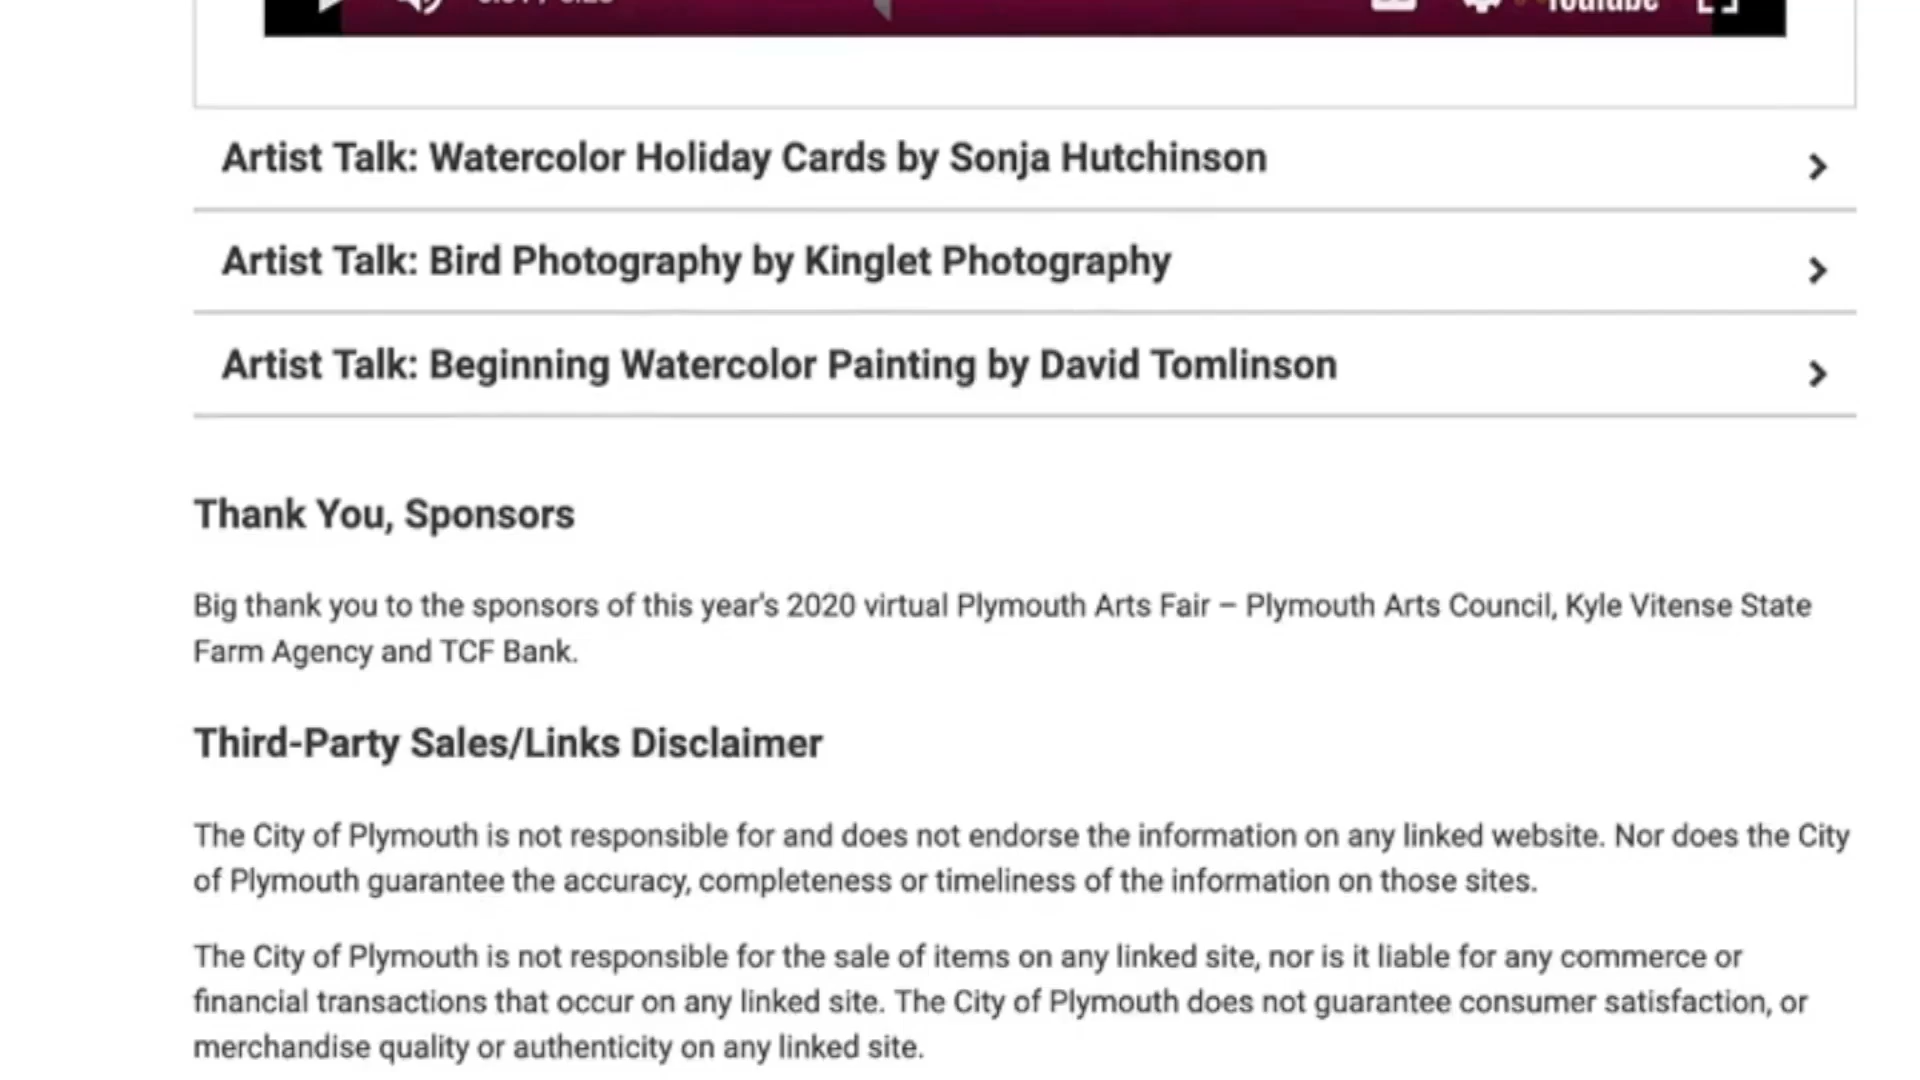 YouTube
Artist Talk: Watercolor Holiday Cards by Sonja Hutchinson
Artist Talk: Bird Photography by Kinglet Photography
Artist Talk: Beginning Watercolor Painting by David Tomlinson
Thank You, Sponsors
Big thank you to the sponsors of this year's 2020 virtual Plymouth Arts Fair – Plymouth Arts Council, Kyle Vitense State
Farm Agency and TCF Bank.
Third-Party Sales/Links Disclaimer
The City of Plymouth is not responsible for and does not endorse the information on any linked website. Nor does the City
of Plymouth guarantee the accuracy, completeness or timeliness of the information on those sites.
The City of Plymouth is not responsible for the sale of items on any linked site, nor is it liable for any commerce or
financial transactions that occur on any linked site. The City of Plymouth does not guarantee consumer satisfaction, or
merchandise quality or authenticity on any linked site.